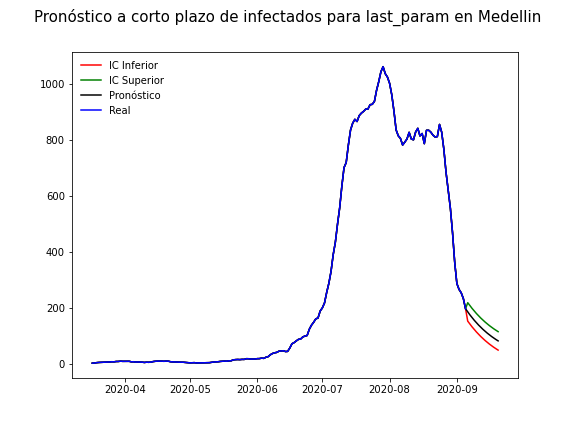 Pronóstico a corto plazo de infectados para last_param en Medellin
IC Inferior
IC Superior
Pronóstico
Real
1000
800
600
400
200
0
2020-04 2020-05 2020-06 2020-07 2020-08 2020-09